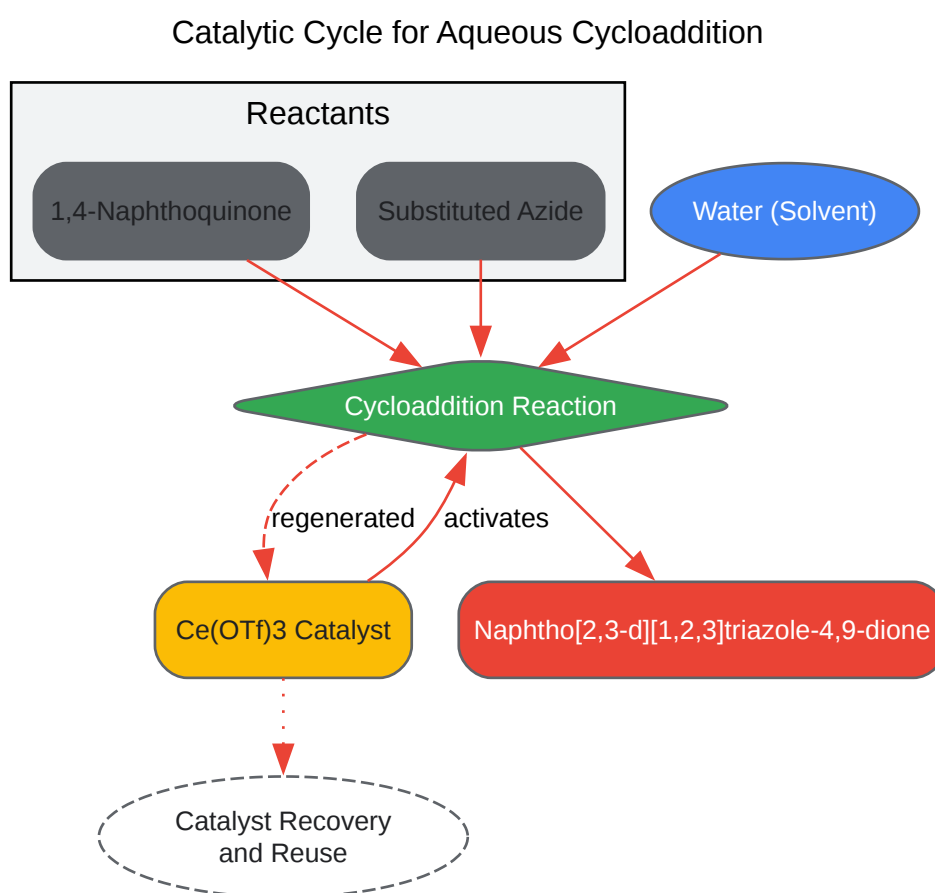 Catalytic Cycle for Aqueous Cycloaddition
Reactants
1,4-Naphthoquinone
Substituted Azide
Water (Solvent)
Cycloaddition Reaction
regenerated
activates
Ce(OTf)3 Catalyst
Naphtho[2,3-d][1,2,3]triazole-4,9-dione
Catalyst Recovery
and Reuse